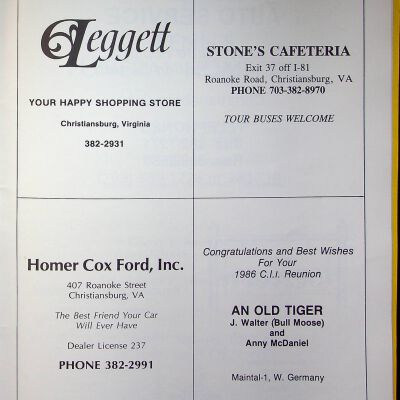 Leggett
YOUR HAPPY SHOPPING STORE
Christiansburg, Virginia
382-2931
STONE'S CAFETERIA
Exit 37 off I-81
Roanoke Road, Christiansburg, VA
PHONE 703-382-8970
TOUR BUSES WELCOME
Homer Cox Ford, Inc.
407 Roanoke Street
Christiansburg, VA
The Best Friend Your Car
Will Ever Have
Dealer License 237
PHONE 382-2991
Congratulations and Best Wishes
For Your
1986 C.I.I. Reunion
AN OLD TIGER
J. Walter (Bull Moose)
and
Anny McDaniel
Maintal-1, W. Germany